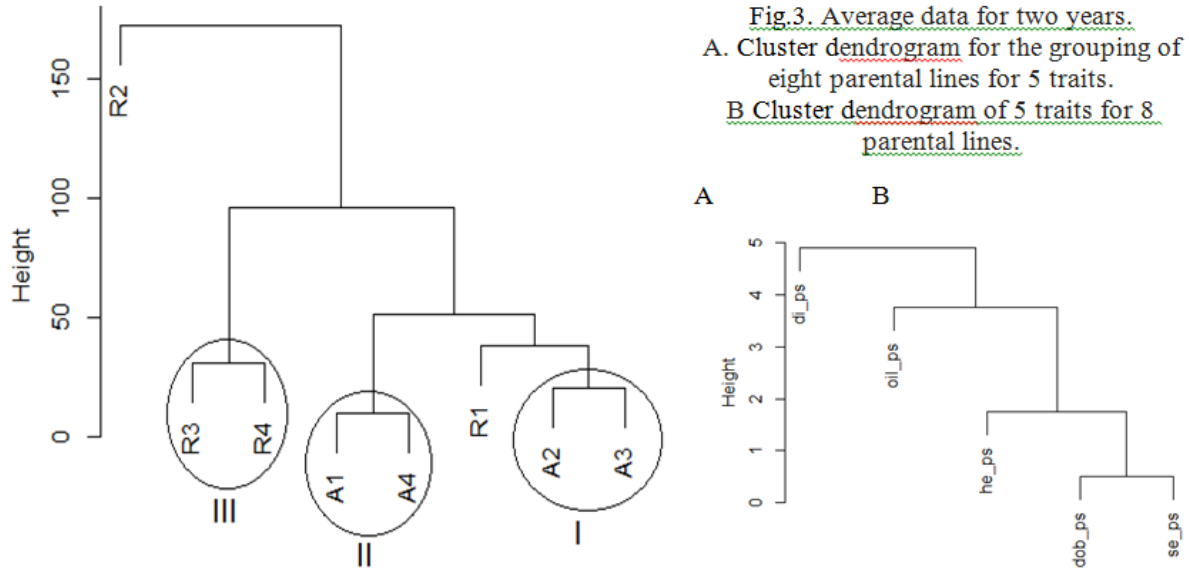 Fig.3. Average data for two years.
A. Cluster dendrogram for the grouping of
eight parental lines for 5 traits.
B Cluster dendrogram of 5 traits for 8
parental lines.
A
B
Height
150
100
50
0
R2
R3
R4
A1
A4
R1
A2
A3
III
II
I
Height
5
4
3
2
1
0
di_ps
oil_ps
he_ps
dob_ps
se_ps